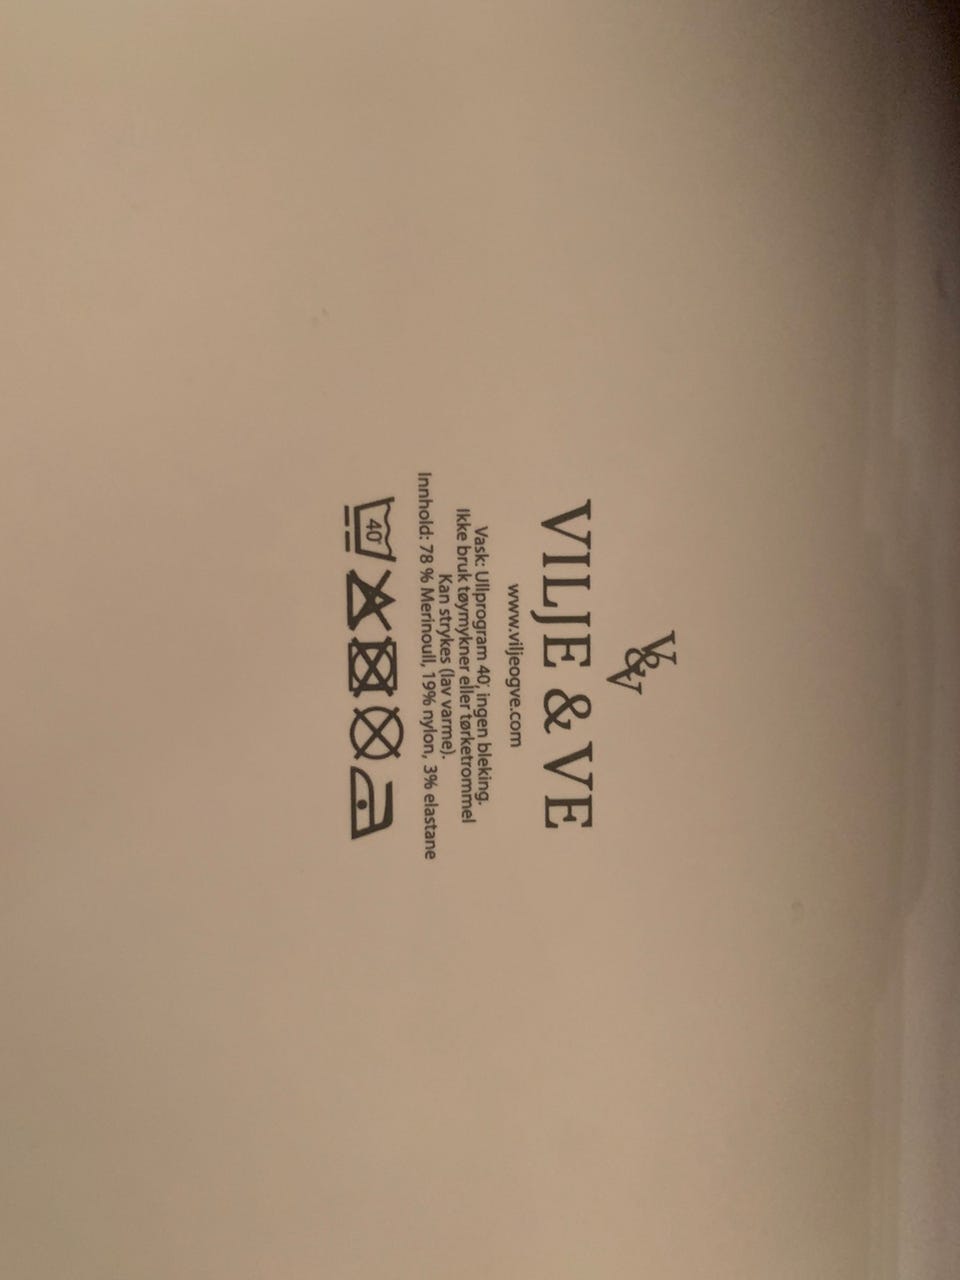 V&V
VILJE & VE
www.viljeogve.com
Vask: Ullprogram 40°, ingen bleking.
Ikke bruk tøymykner eller tørketrommel
Kan strykes (lav varme).
Innhold: 78 % Merinoull, 19% nylon, 3% elastane
40°